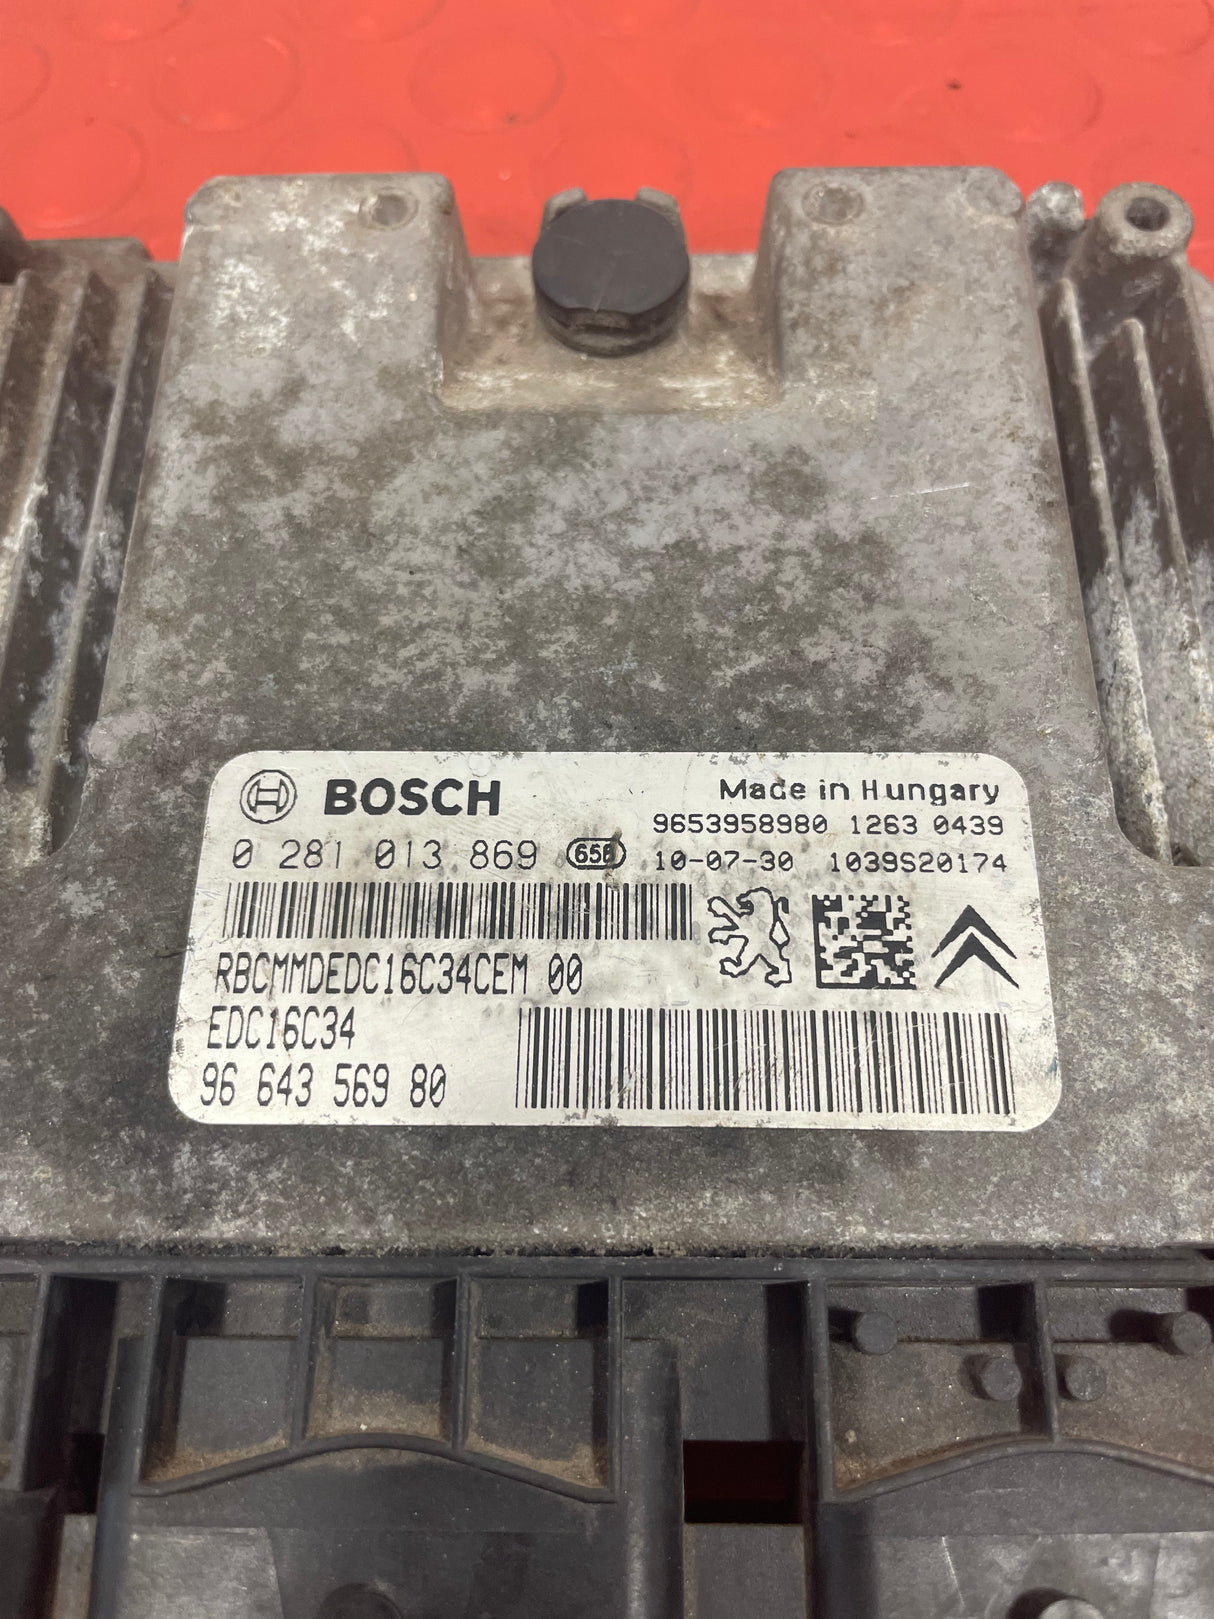 BOSCH
Made in Hungary
9653958980 1263 0439
0 281 013 869
10-07-30 1039S20174
RBCMMDEDC16C34CEM 00
EDC16C34
96 643 569 80